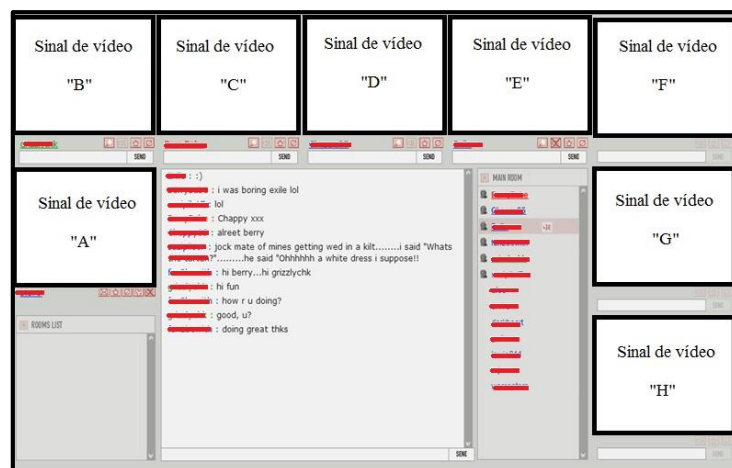 Sinal de vídeo
"B"
Sinal de vídeo
"C"
Sinal de vídeo
"D"
Sinal de vídeo
"E"
Sinal de vídeo
"F"
SEND
SEND
SEND
SEND
SEND
Sinal de vídeo
"A"
ROOMS LIST
: :)
: i was boring exile lol
: lol
: Chappy xxx
: alreet berry
: jock mate of mines getting wed in a kilt.......i said "Whats
?".........he said "Ohhhhhh a white dress i suppose!!
: hi berry...hi grizzlychk
: hi fun
: how r u doing?
: good, u?
: doing great thks
SEND
MAIN ROOM
Sinal de vídeo
"G"
SEND
Sinal de vídeo
"H"
SEND